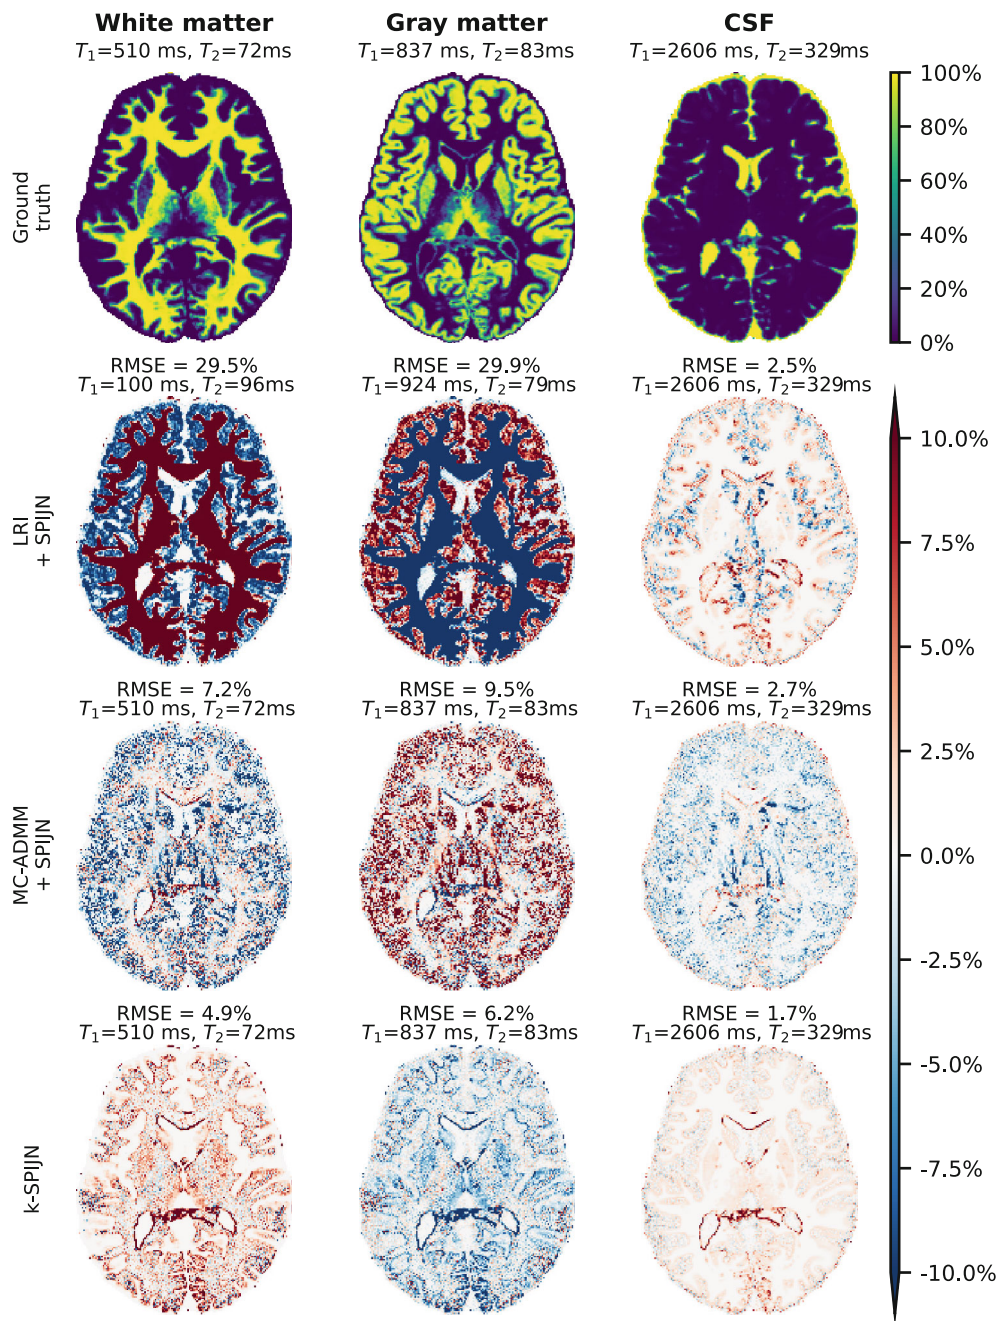 White matter
T1=510 ms, T2=72ms
Gray matter
T1=837 ms, T2=83ms
CSF
T1=2606 ms, T2=329ms
Ground
truth
100%
80%
60%
40%
20%
0%
RMSE = 29.5%
T1=100 ms, T2=96ms
RMSE = 29.9%
T1=924 ms, T2=79ms
RMSE = 2.5%
T1=2606 ms, T2=329ms
LRI
+ SPIJN
RMSE = 7.2%
T1=510 ms, T2=72ms
RMSE = 9.5%
T1=837 ms, T2=83ms
RMSE = 2.7%
T1=2606 ms, T2=329ms
MC-ADMM
+ SPIJN
RMSE = 4.9%
T1=510 ms, T2=72ms
RMSE = 6.2%
T1=837 ms, T2=83ms
RMSE = 1.7%
T1=2606 ms, T2=329ms
k-SPIJN
10.0%
7.5%
5.0%
2.5%
0.0%
-2.5%
-5.0%
-7.5%
-10.0%